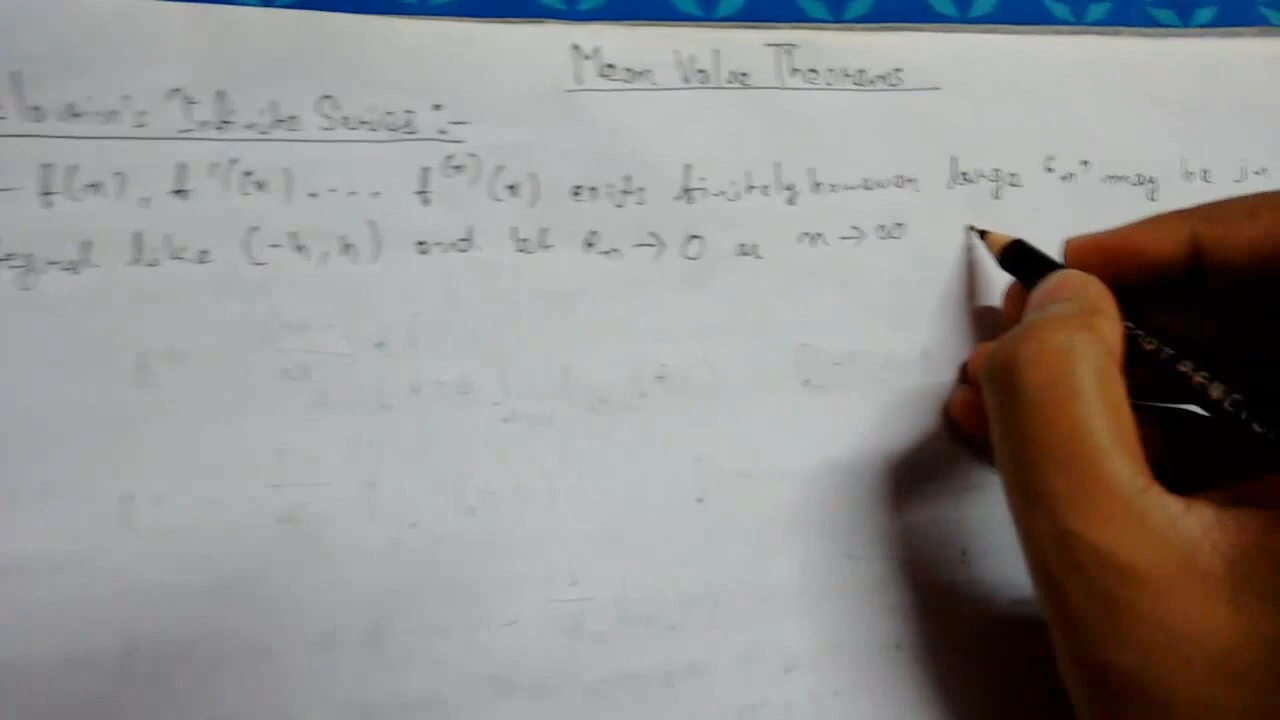 Mean Value Theorems
"Infinite Series":-
f(x), f''(x) .... f^(n)(x) exists finitely however large "n" may be in
like (-h, h) and let Rn → 0 as n → ∞